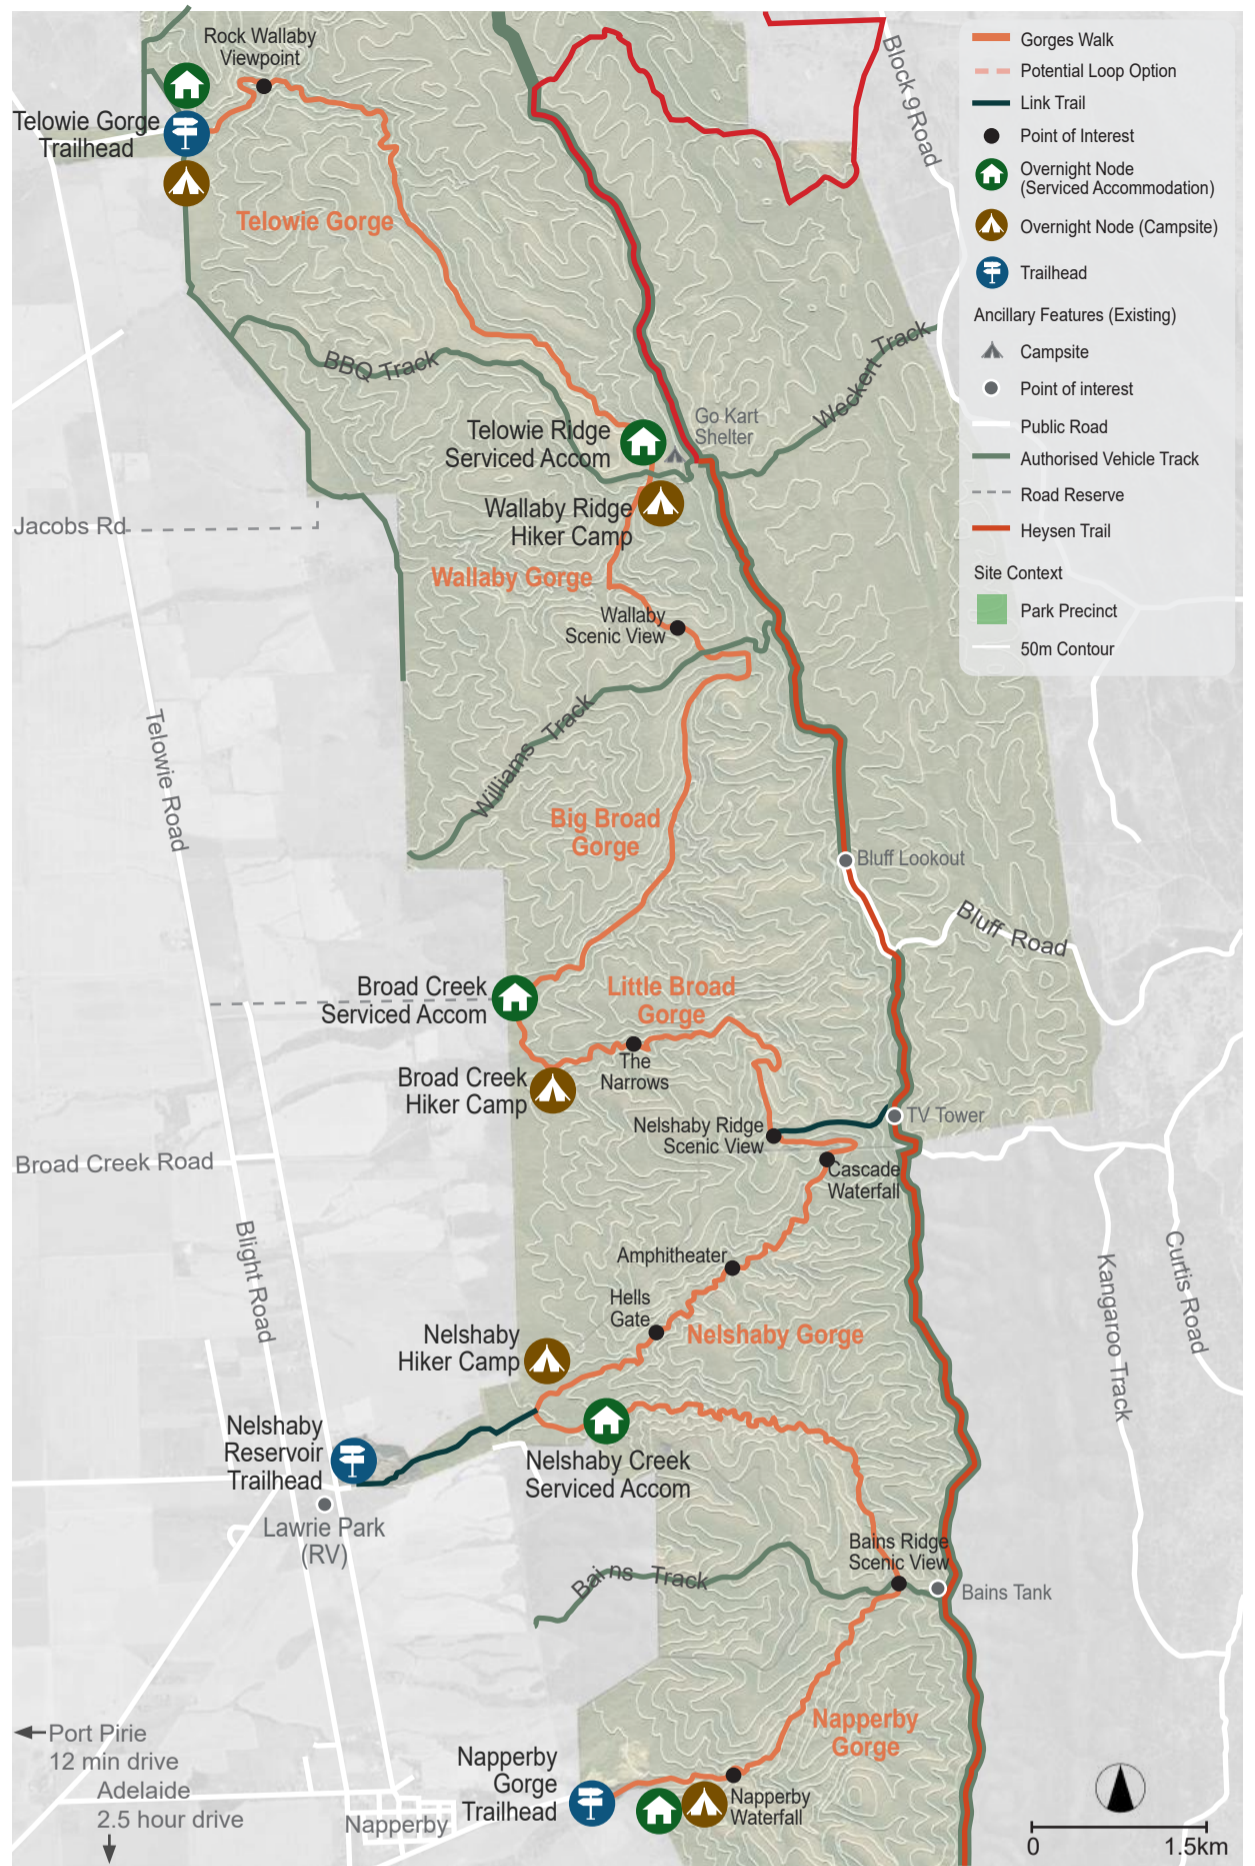 Rock Wallaby
Viewpoint
Telowie Gorge
Trailhead
Telowie Gorge
BBQ Track
Block 9 Road
Weckert Track
Go Kart
Shelter
Telowie Ridge
Serviced Accom
Wallaby Ridge
Hiker Camp
Jacobs Rd
Wallaby Gorge
Wallaby
Scenic View
Williams Track
Telowie Road
Big Broad
Gorge
Bluff Lookout
Bluff Road
Broad Creek
Serviced Accom
Little Broad
Gorge
The
Narrows
Broad Creek
Hiker Camp
Nelshaby Ridge
Scenic View
TV Tower
Broad Creek Road
Cascade
Waterfall
Blight Road
Amphitheater
Hells
Gate
Nelshaby Gorge
Kangaroo Track
Curtis Road
Nelshaby
Hiker Camp
Nelshaby
Reservoir
Trailhead
Nelshaby Creek
Serviced Accom
Lawrie Park
(RV)
Bains Ridge
Scenic View
Bains Track
Bains Tank
Napperby
Gorge
Port Pirie
12 min drive
Adelaide
2.5 hour drive
Napperby
Gorge
Trailhead
Napperby
Waterfall
Napperby
0 1.5km
Gorges Walk
Potential Loop Option
Link Trail
Point of Interest
Overnight Node
(Serviced Accommodation)
Overnight Node (Campsite)
Trailhead
Ancillary Features (Existing)
Campsite
Point of interest
Public Road
Authorised Vehicle Track
Road Reserve
Heysen Trail
Site Context
Park Precinct
50m Contour